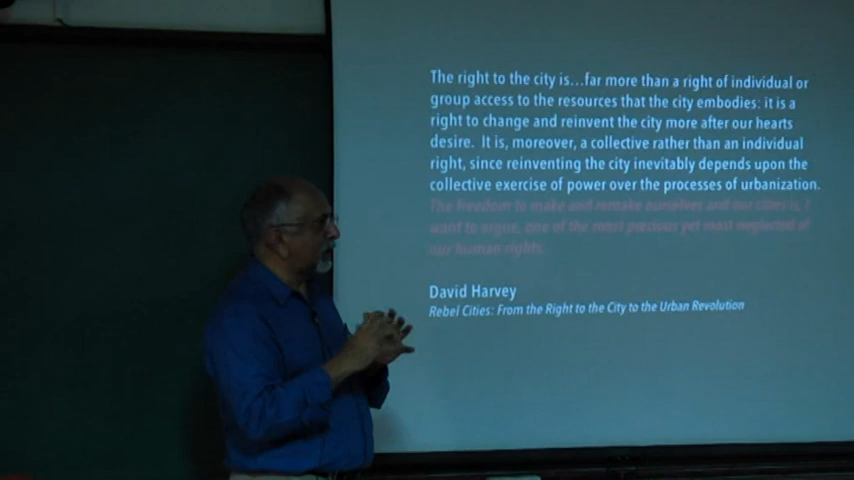 The right to the city is...far more than a right of individual or
group access to the resources that the city embodies: it is a
right to change and reinvent the city more after our hearts
desire. It is, moreover, a collective rather than an individual
right, since reinventing the city inevitably depends upon the
collective exercise of power over the processes of urbanization.
The freedom to make and remake ourselves and our cities is, I
want to argue, one of the most precious yet most neglected of
our human rights.
David Harvey
Rebel Cities: From the Right to the City to the Urban Revolution